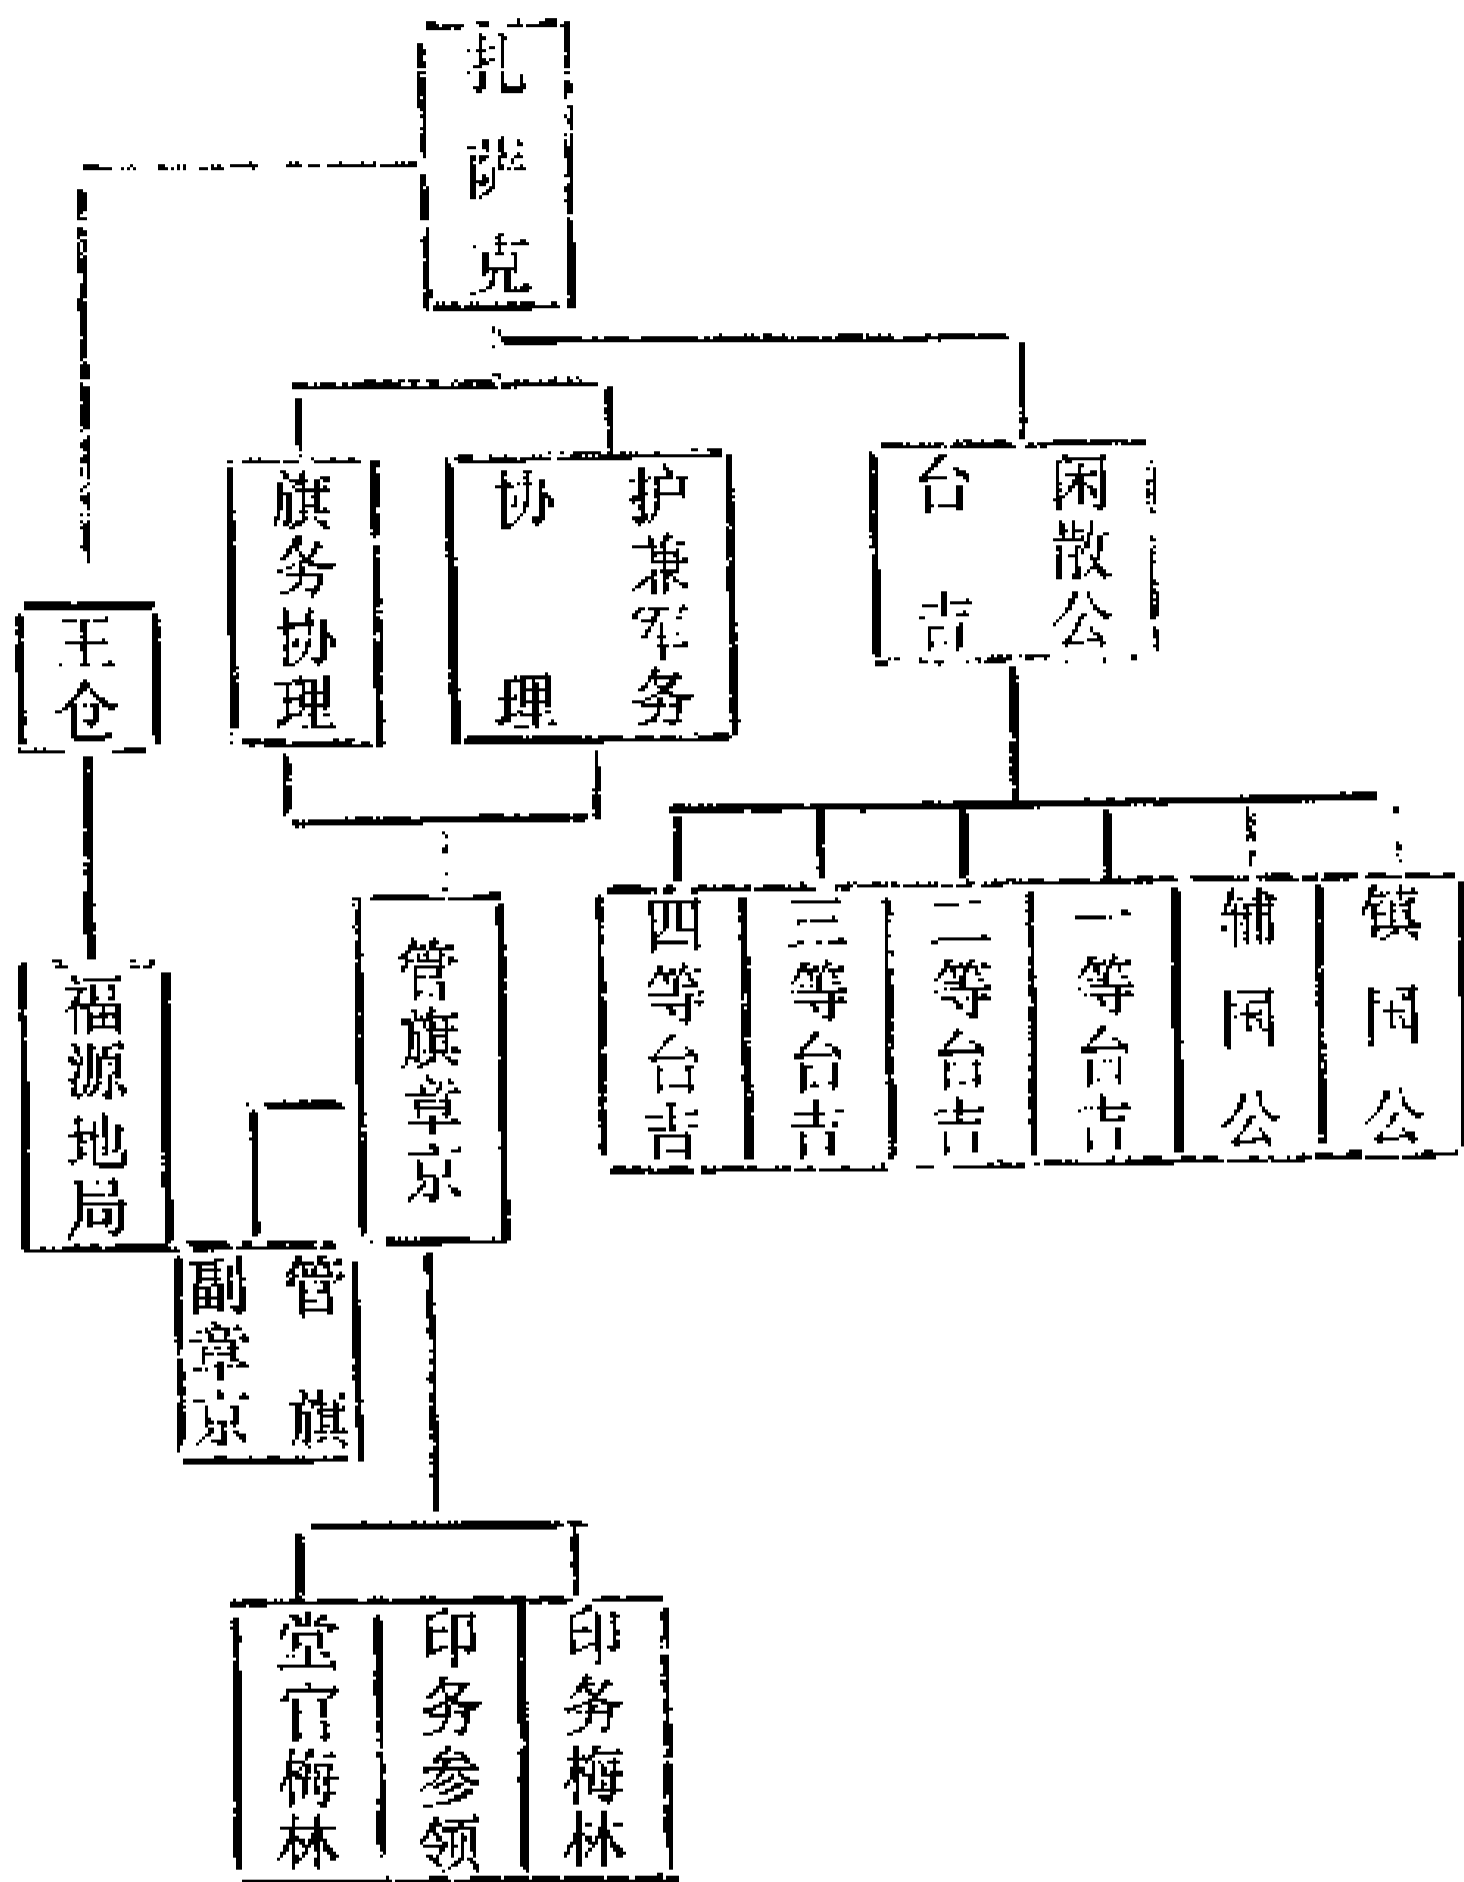 扎萨克
闲散公
台吉
护兼军务
协理
旗务协理
王仓
镇国公
辅国公
一等台吉
二等台吉
三等台吉
四等台吉
管旗章京
福源地局
管旗
副章京
印务梅林
印务参领
堂官梅林